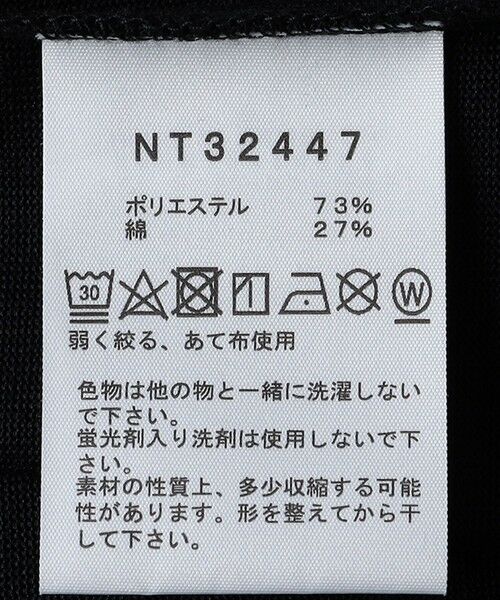 NT32447
ポリエステル 73%
綿 27%
30 W
弱く絞る、あて布使用
色物は他の物と一緒に洗濯しない
で下さい。
蛍光剤入り洗剤は使用しないで下
さい。
素材の性質上、多少収縮する可能
性があります。形を整えてから干
して下さい。